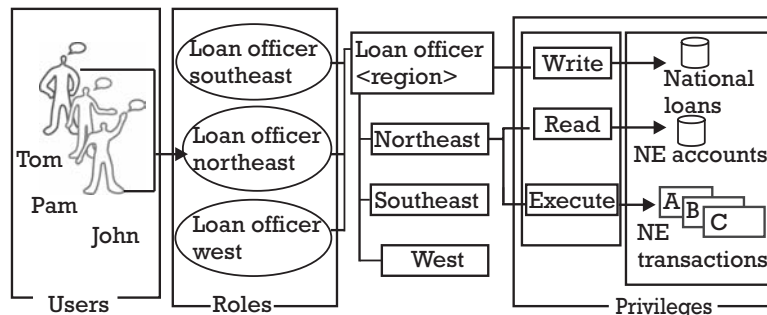 Tom
Pam
John
Users
Loan officer
southeast
Loan officer
northeast
Loan officer
west
Roles
Loan officer
<region>
Northeast
Southeast
West
Write
Read
Execute
National
loans
NE accounts
A
B
C
NE
transactions
Privileges